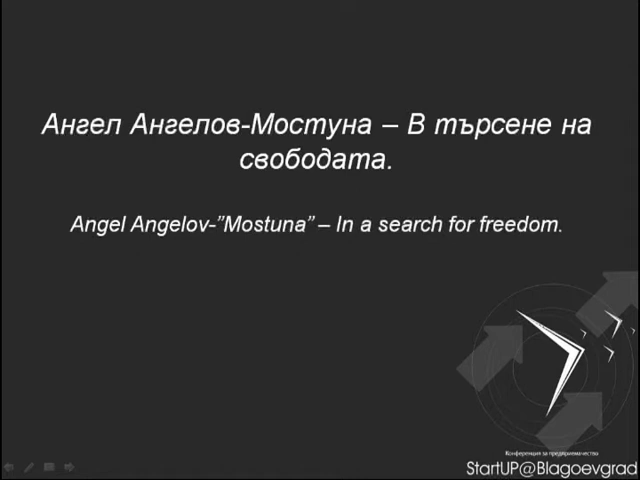 Ангел Ангелов-Мостуна – В търсене на
свободата.
Angel Angelov-”Mostuna” – In a search for freedom.
Конференция за предприемачество
StartUP@Blagoevgrad